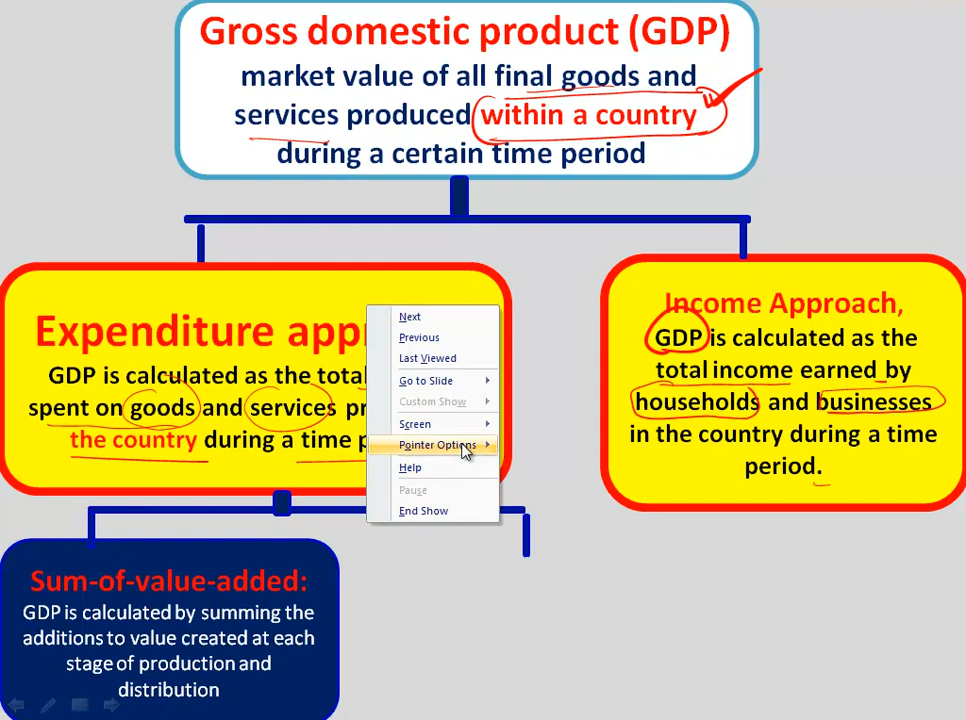 Gross domestic product (GDP)
market value of all final goods and
services produced within a country
during a certain time period
Expenditure appr
GDP is calculated as the total
spent on goods and services pr
the country during a time p
Next
Previous
Last Viewed
Go to Slide
Custom Show
Screen
Pointer Options
Help
Pause
End Show
Income Approach,
GDP is calculated as the
total income earned by
households and businesses
in the country during a time
period.
Sum-of-value-added:
GDP is calculated by summing the
additions to value created at each
stage of production and
distribution